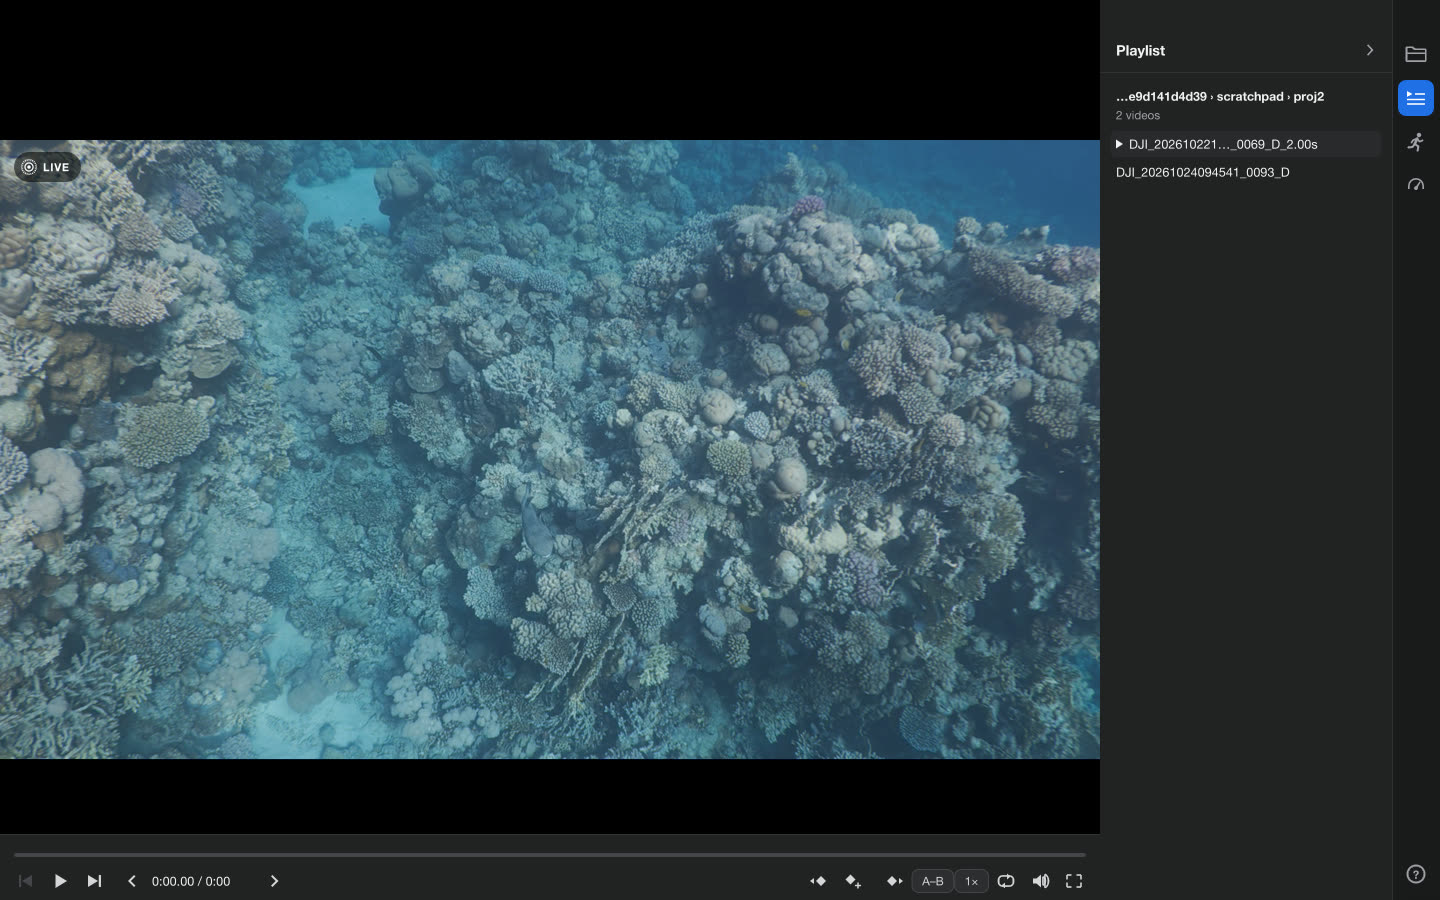 LIVE
Playlist
...e9d141d4d39 › scratchpad › proj2
2 videos
DJI_202610221..._0069_D_2.00s
DJI_20261024094541_0093_D
0:00.00 / 0:00
A–B
1×
?